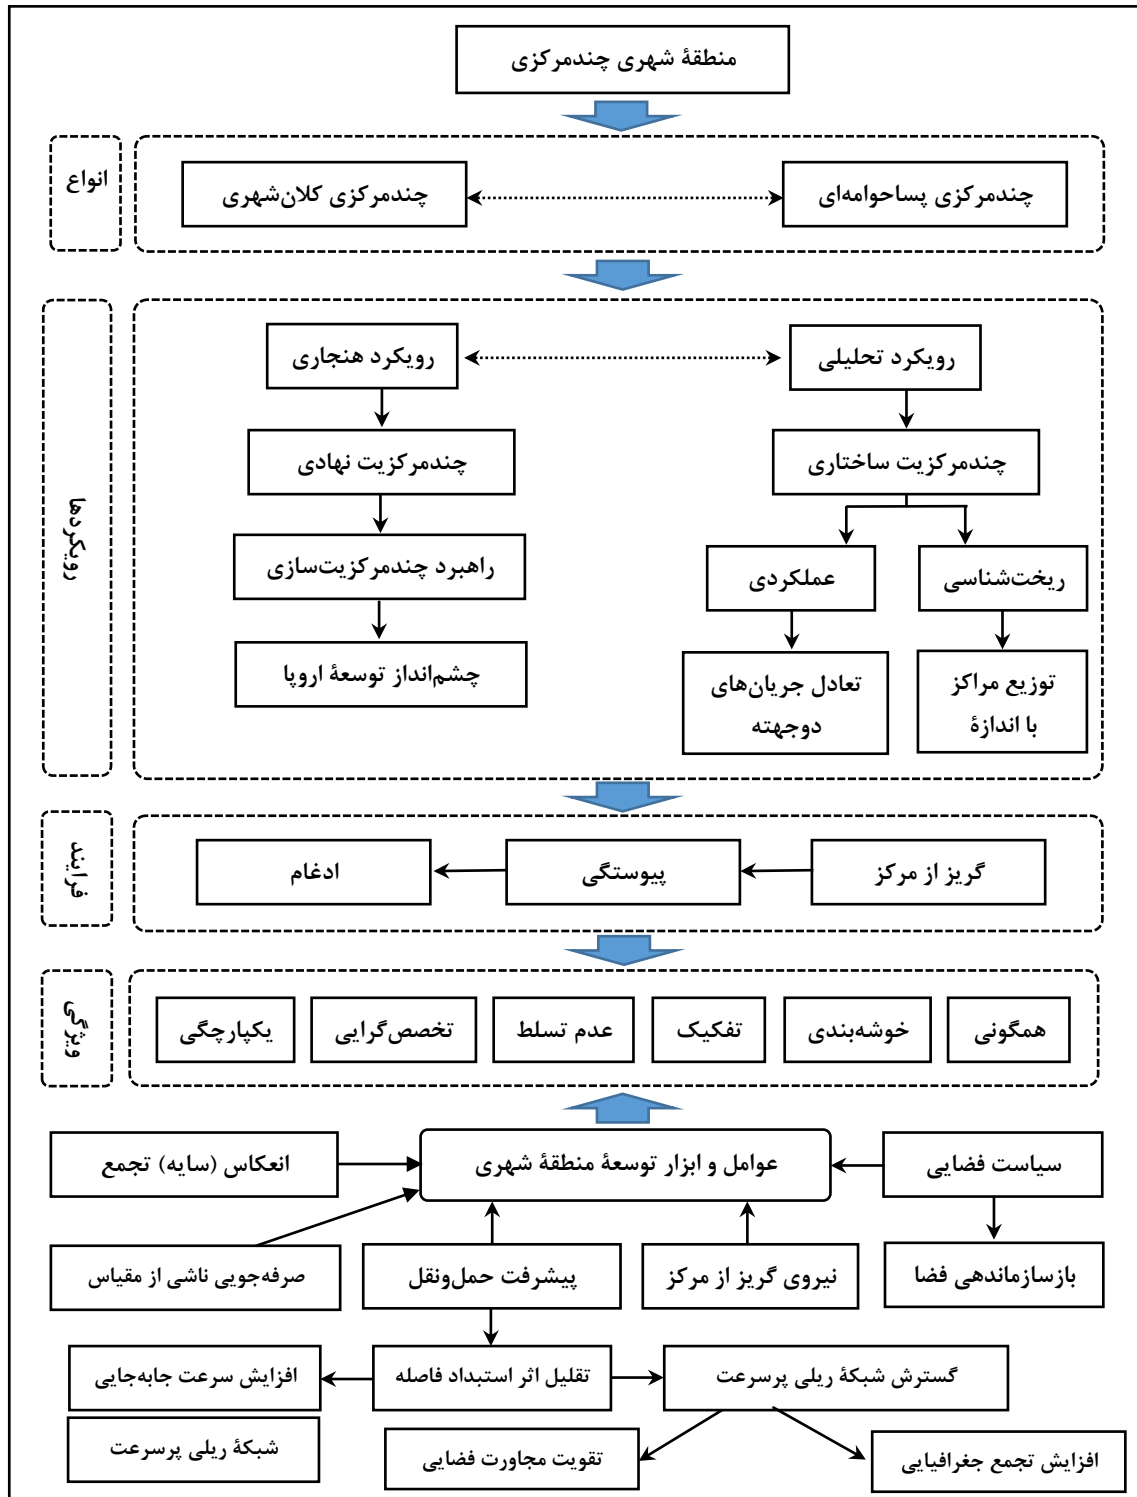 منطقهٔ شهری چندمرکزی
انواع
چندمرکزی پساحوامه‌ای
چندمرکزی کلان‌شهری
رویکردها
رویکرد تحلیلی
رویکرد هنجاری
چندمرکزیت ساختاری
چندمرکزیت نهادی
ریخت‌شناسی
عملکردی
راهبرد چندمرکزیت‌سازی
توزیع مراکز
با اندازهٔ
تعادل جریان‌های
دوجهته
چشم‌انداز توسعهٔ اروپا
فرایند
گریز از مرکز
پیوستگی
ادغام
ویژگی
همگونی
خوشه‌بندی
تفکیک
عدم تسلط
تخصص‌گرایی
یکپارچگی
سیاست فضایی
عوامل و ابزار توسعهٔ منطقهٔ شهری
انعکاس (سایه) تجمع
بازسازماندهی فضا
نیروی گریز از مرکز
پیشرفت حمل‌ونقل
صرفه‌جویی ناشی از مقیاس
گسترش شبکهٔ ریلی پرسرعت
تقلیل اثر استبداد فاصله
افزایش سرعت جابه‌جایی
افزایش تجمع جغرافیایی
تقویت مجاورت فضایی
شبکهٔ ریلی پرسرعت